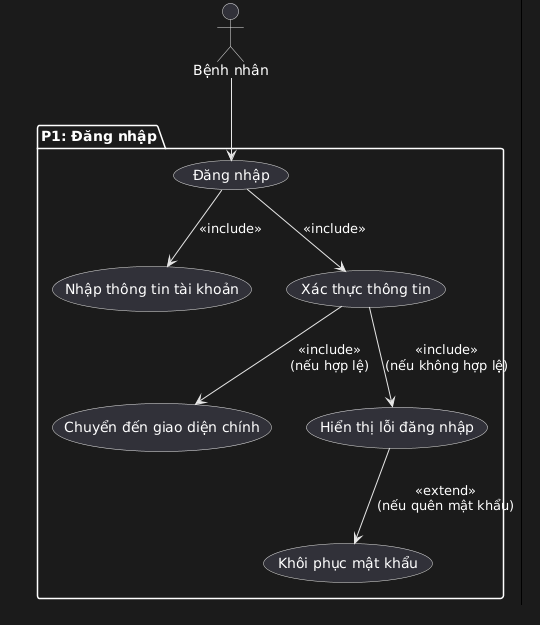 Bệnh nhân
P1: Đăng nhập
Đăng nhập
«include»
«include»
Nhập thông tin tài khoản
Xác thực thông tin
«include»
(nếu hợp lệ)
«include»
(nếu không hợp lệ)
Chuyển đến giao diện chính
Hiển thị lỗi đăng nhập
«extend»
(nếu quên mật khẩu)
Khôi phục mật khẩu